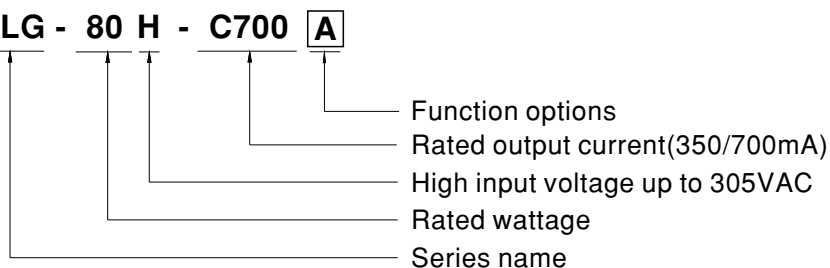 LG - 80 H - C700 A
Function options
Rated output current(350/700mA)
High input voltage up to 305VAC
Rated wattage
Series name